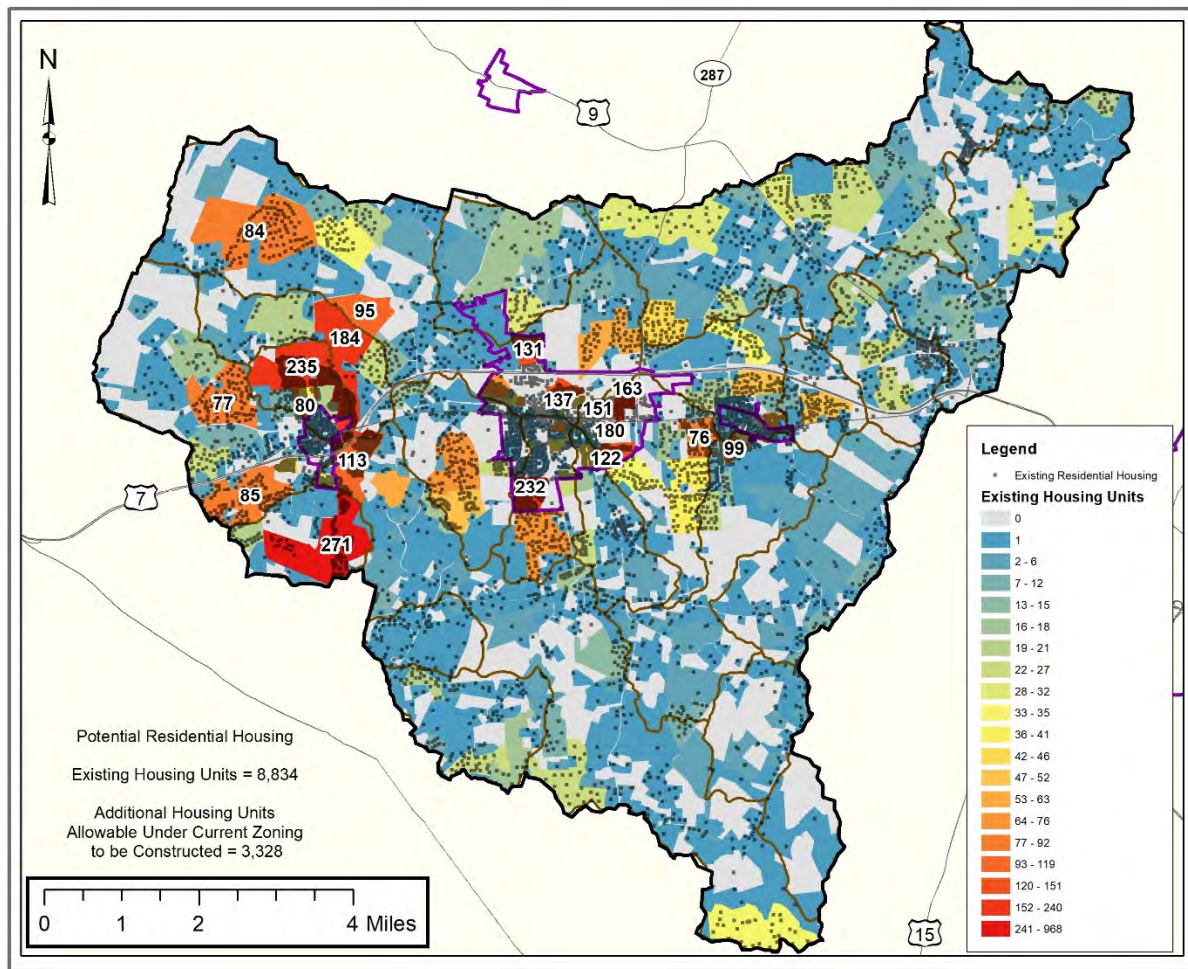 N
287
9
84
95
184
131
235
163
137
77
151
80
180
76
99
113
122
7
85
232
271
Legend
Existing Residential Housing
Existing Housing Units
0
1
2 - 6
7 - 12
13 - 15
16 - 18
19 - 21
22 - 27
28 - 32
33 - 35
36 - 41
42 - 46
47 - 52
53 - 63
64 - 76
77 - 92
93 - 119
120 - 151
152 - 240
241 - 968
Potential Residential Housing
Existing Housing Units = 8,834
Additional Housing Units
Allowable Under Current Zoning
to be Constructed = 3,328
0 1 2 4 Miles
15